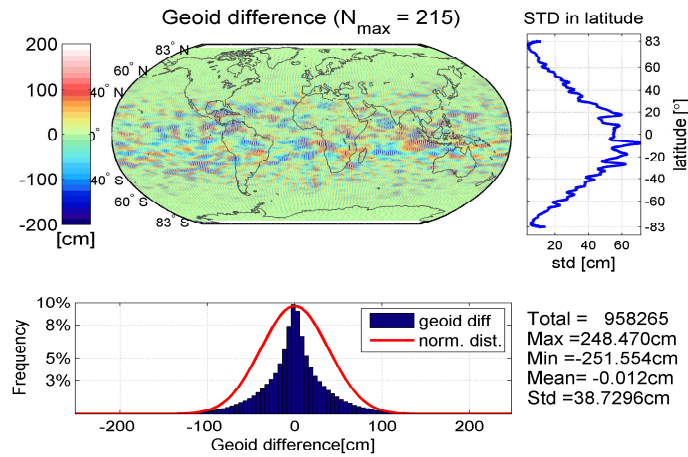 Geoid difference (Nmax = 215)
STD in latitude
200
100
0
-100
-200
[cm]
83° N
60° N
40° N
0°
40° S
60° S
83° S
83
60
40
20
0
-20
-40
-60
-83
latitude [°]
0 20 40 60
std [cm]
10%
8%
5%
3%
Frequency
geoid diff
norm. dist.
-200 -100 0 100 200
Geoid difference[cm]
Total = 958265
Max =248.470cm
Min =-251.554cm
Mean= -0.012cm
Std =38.7296cm